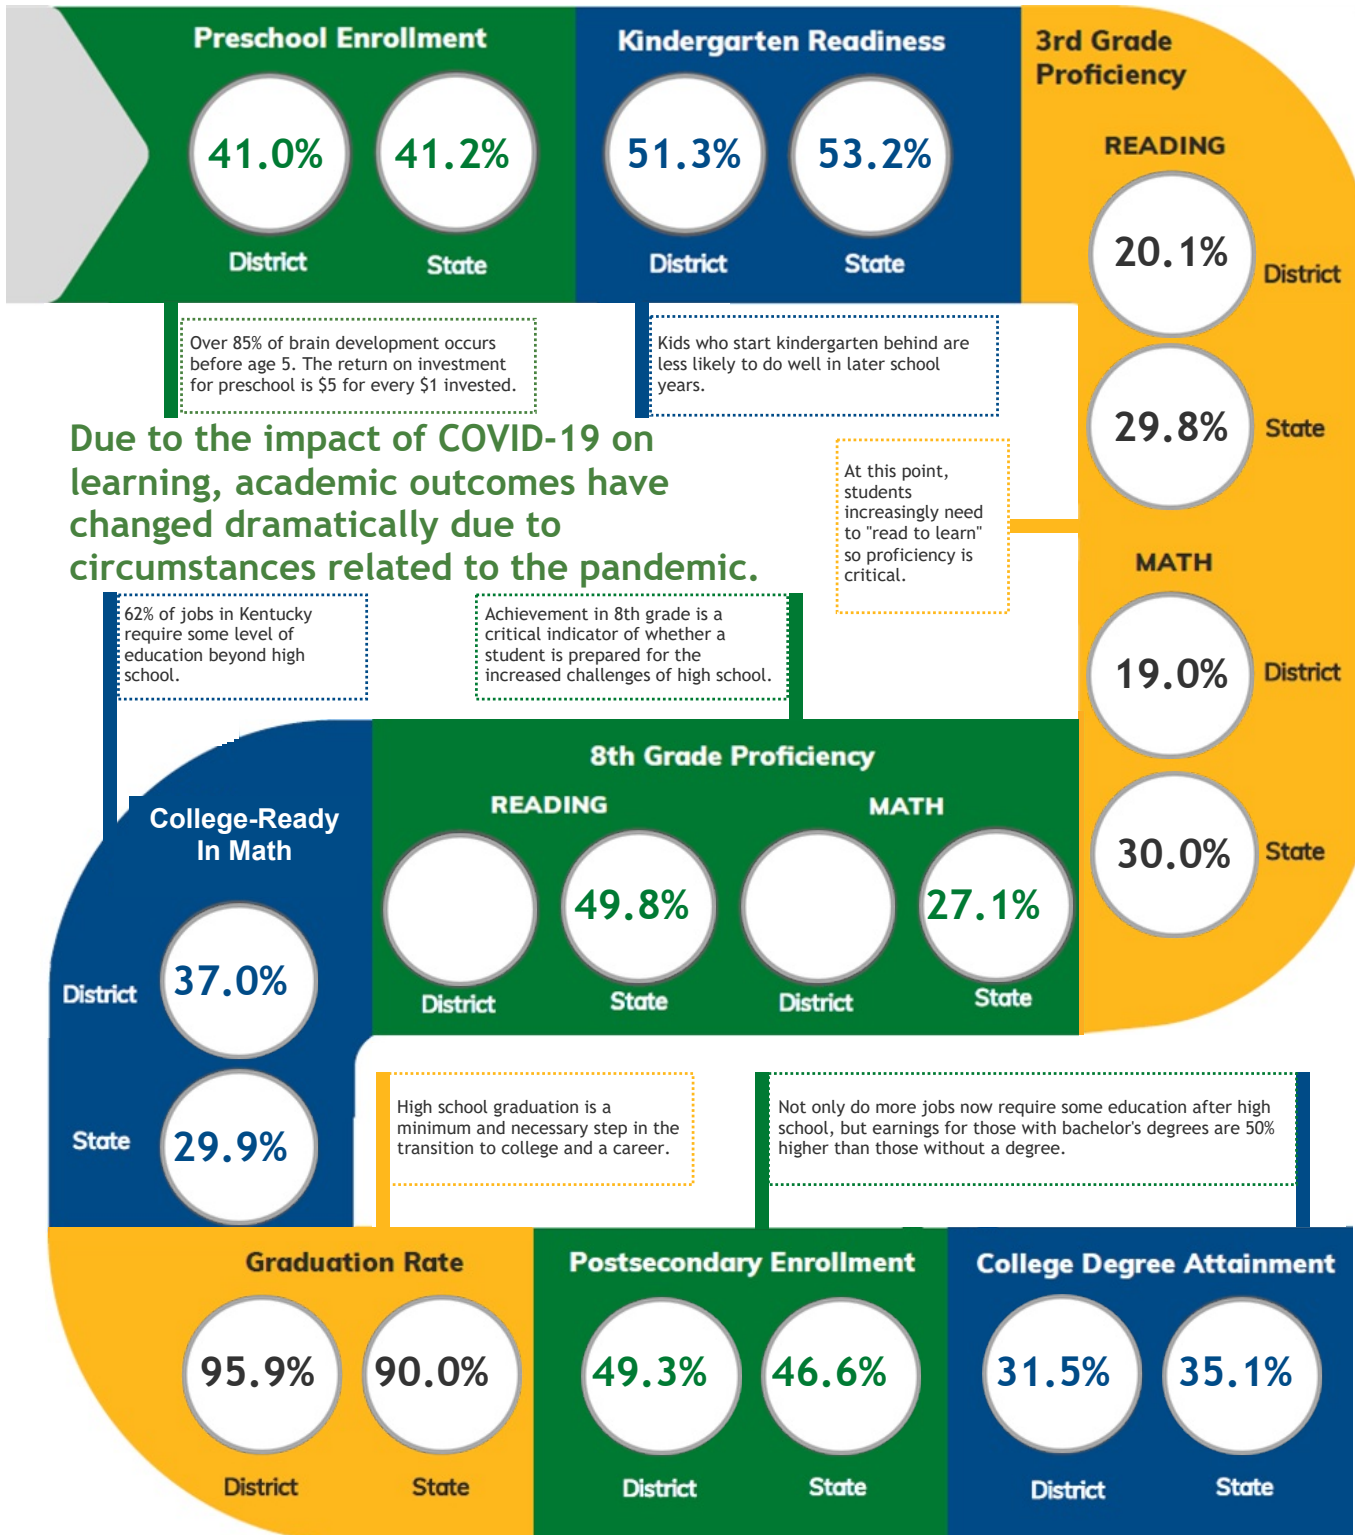 Preschool Enrollment
41.0%
41.2%
District
State
Kindergarten Readiness
51.3%
53.2%
District
State
3rd Grade
Proficiency
READING
20.1%
District
29.8%
State
MATH
19.0%
District
30.0%
State
Over 85% of brain development occurs
before age 5. The return on investment
for preschool is $5 for every $1 invested.
Kids who start kindergarten behind are
less likely to do well in later school
years.
Due to the impact of COVID-19 on
learning, academic outcomes have
changed dramatically due to
circumstances related to the pandemic.
At this point,
students
increasingly need
to "read to learn"
so proficiency is
critical.
62% of jobs in Kentucky
require some level of
education beyond high
school.
Achievement in 8th grade is a
critical indicator of whether a
student is prepared for the
increased challenges of high school.
8th Grade Proficiency
READING
MATH
49.8%
27.1%
District
State
District
State
College-Ready
In Math
District
37.0%
State
29.9%
High school graduation is a
minimum and necessary step in the
transition to college and a career.
Not only do more jobs now require some education after high
school, but earnings for those with bachelor's degrees are 50%
higher than those without a degree.
Graduation Rate
95.9%
90.0%
District
State
Postsecondary Enrollment
49.3%
46.6%
District
State
College Degree Attainment
31.5%
35.1%
District
State